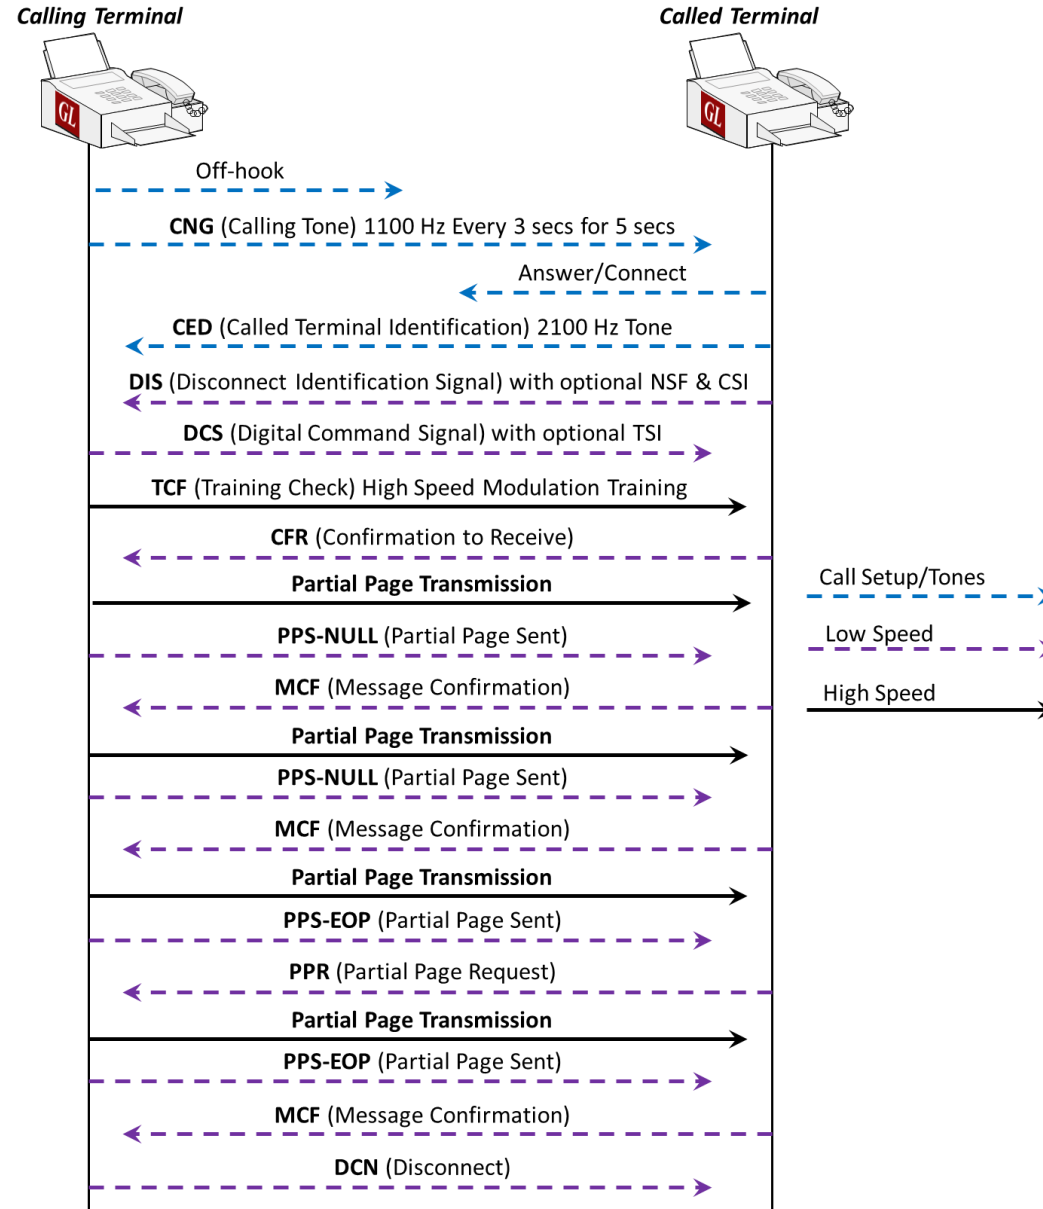 Calling Terminal
Called Terminal
GL
GL
Off-hook
CNG (Calling Tone) 1100 Hz Every 3 secs for 5 secs
Answer/Connect
CED (Called Terminal Identification) 2100 Hz Tone
DIS (Disconnect Identification Signal) with optional NSF & CSI
DCS (Digital Command Signal) with optional TSI
TCF (Training Check) High Speed Modulation Training
CFR (Confirmation to Receive)
Partial Page Transmission
PPS-NULL (Partial Page Sent)
MCF (Message Confirmation)
Partial Page Transmission
PPS-NULL (Partial Page Sent)
MCF (Message Confirmation)
Partial Page Transmission
PPS-EOP (Partial Page Sent)
PPR (Partial Page Request)
Partial Page Transmission
PPS-EOP (Partial Page Sent)
MCF (Message Confirmation)
DCN (Disconnect)
Call Setup/Tones
Low Speed
High Speed